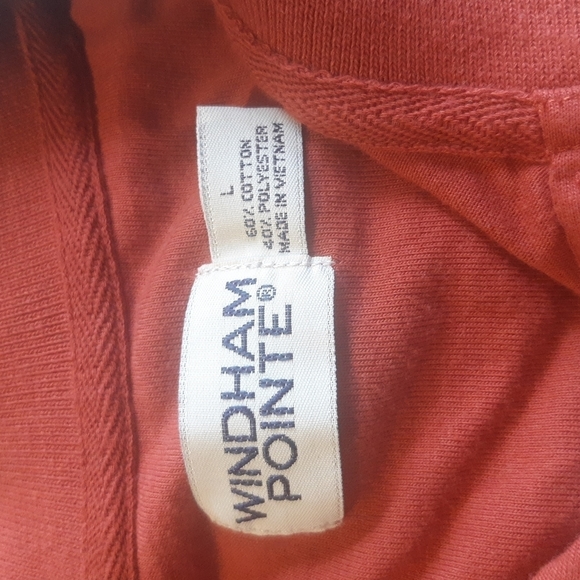 WINDHAM
POINTE®
L
60% COTTON
40% POLYESTER
MADE IN VIETNAM